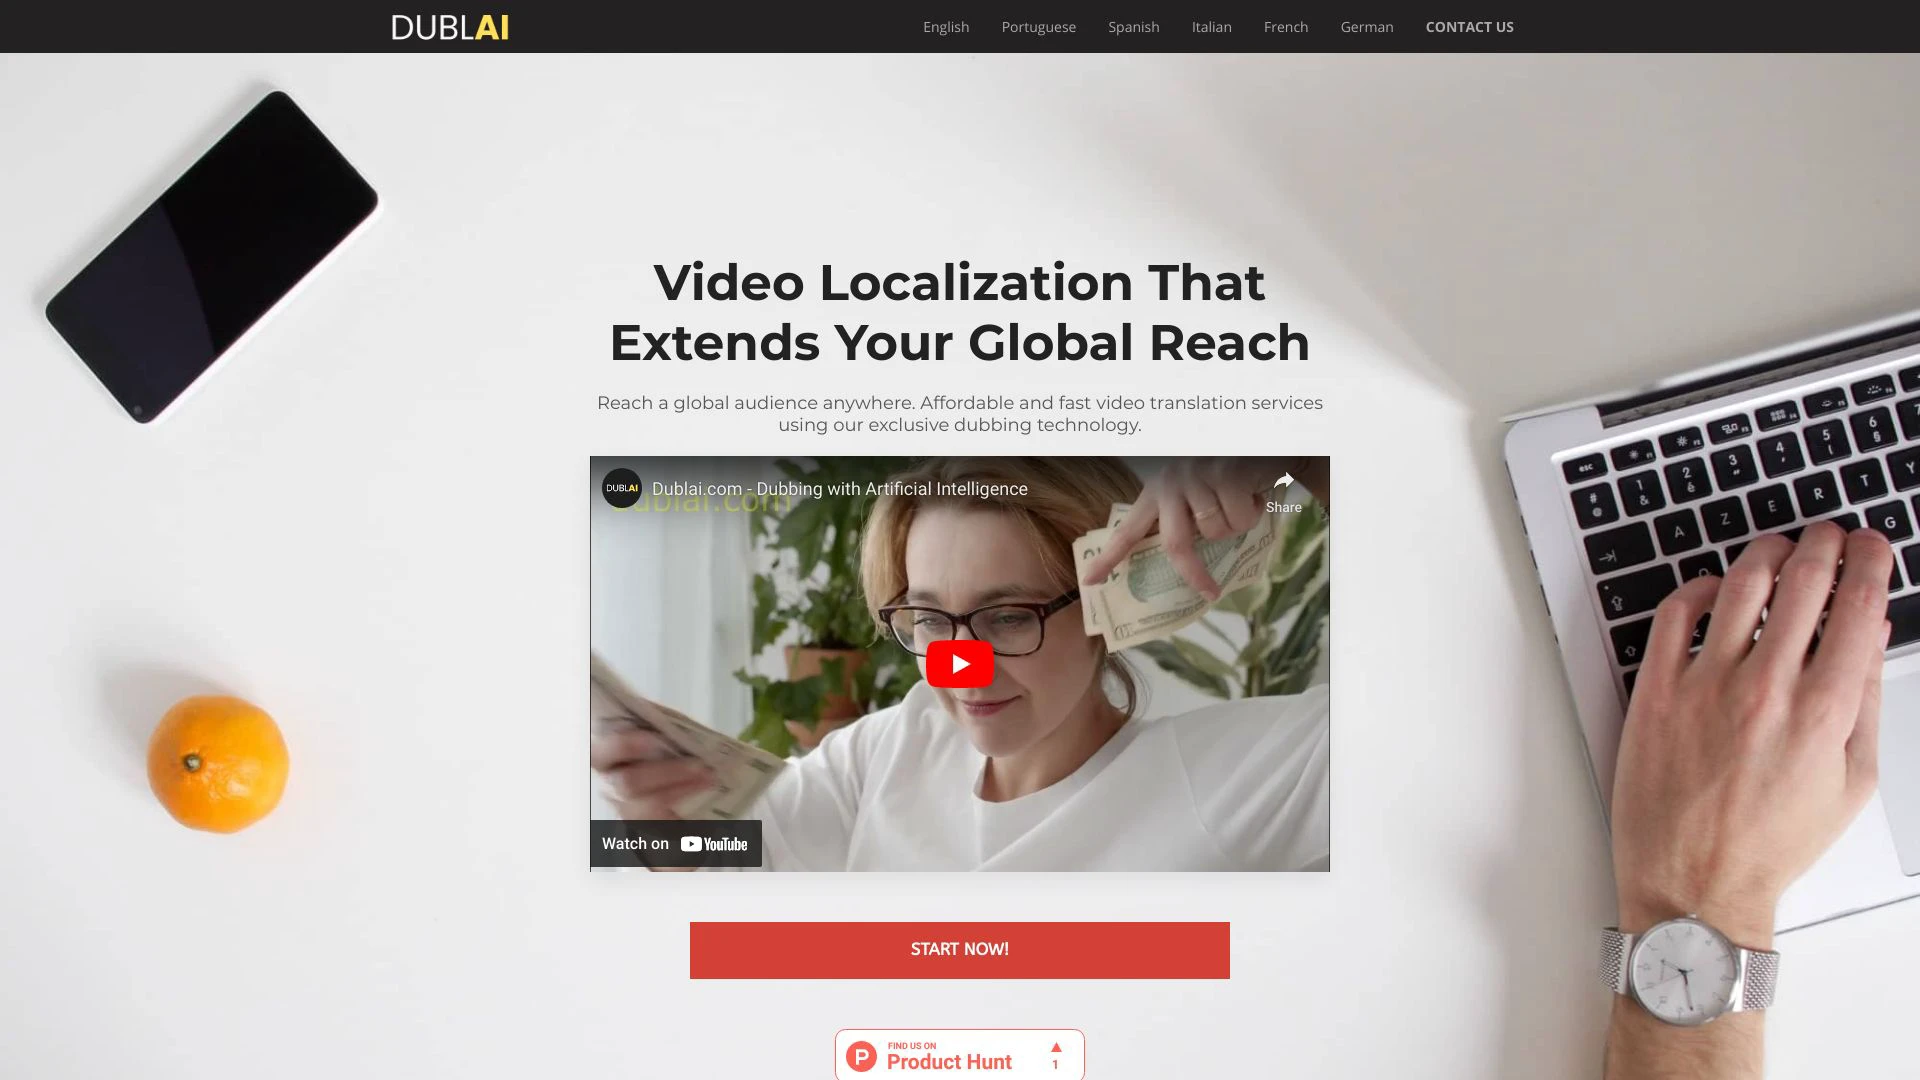 DUBLAI
English Portuguese Spanish Italian French German CONTACT US
Video Localization That
Extends Your Global Reach
Reach a global audience anywhere. Affordable and fast video translation services
using our exclusive dubbing technology.
DUBLAI
Dublai.com - Dubbing with Artificial Intelligence
Share
Dublai.com
Watch on YouTube
START NOW!
P
FIND US ON
Product Hunt
1